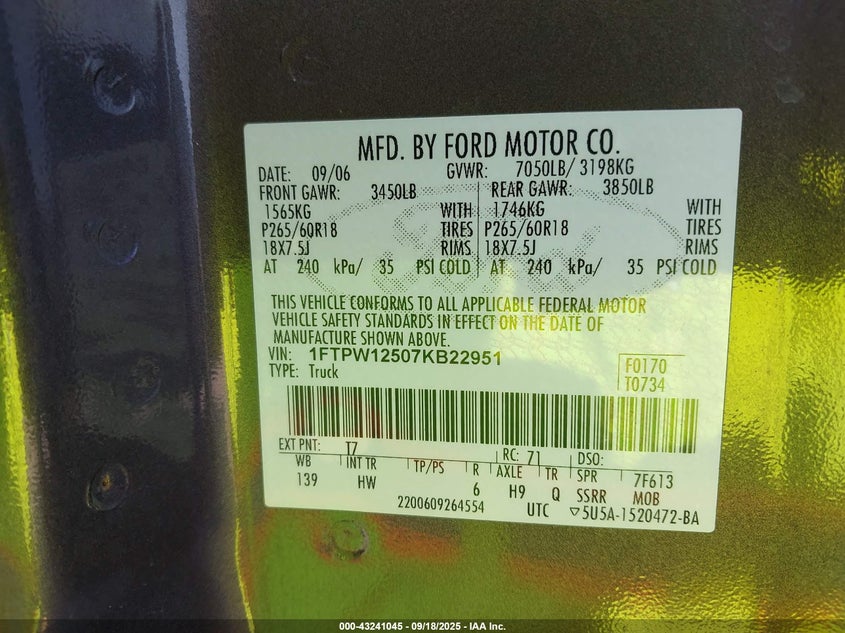 MFD. BY FORD MOTOR CO.
DATE: 09/06 GVWR: 7050LB/ 3198KG
FRONT GAWR: 3450LB REAR GAWR: 3850LB
1565KG WITH 1746KG WITH
P265/60R18 TIRES P265/60R18 TIRES
18X7.5J RIMS 18X7.5J RIMS
AT 240 kPa/ 35 PSI COLD AT 240 kPa/ 35 PSI COLD
THIS VEHICLE CONFORMS TO ALL APPLICABLE FEDERAL MOTOR
VEHICLE SAFETY STANDARDS IN EFFECT ON THE DATE OF
MANUFACTURE SHOWN ABOVE.
VIN: 1FTPW12507KB22951
TYPE: Truck
F0170
T0734
EXT PNT: T7 RC: 71 DSO:
WB INT TR TP/PS R AXLE TR SPR 7F613
139 HW 6 H9 Q SSRR MOB
2200609264554 UTC ▽5U5A-1520472-BA
000-43241045 - 09/18/2025 - IAA Inc.